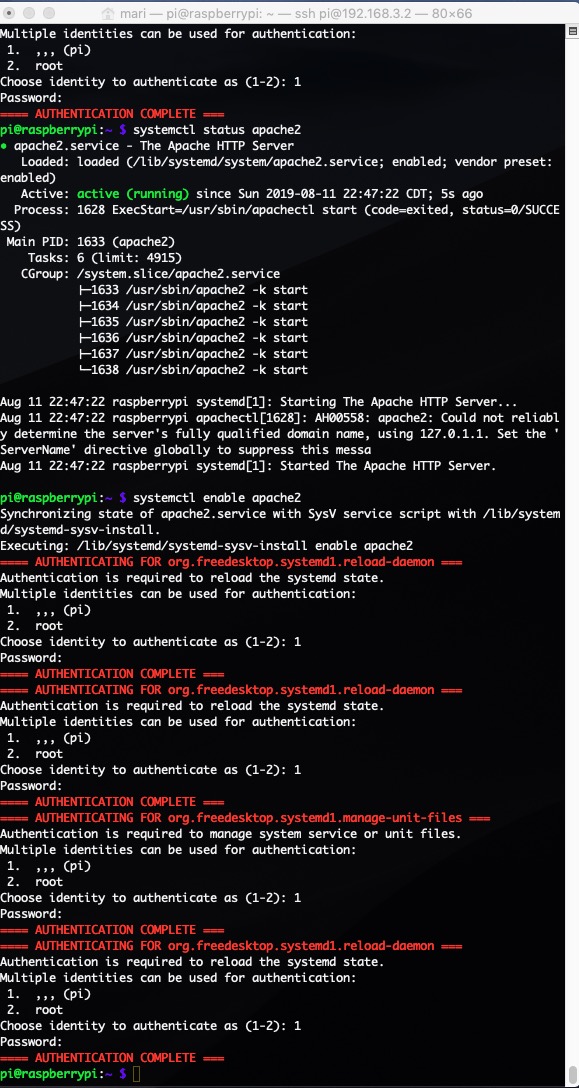 mari — pi@raspberrypi: ~ — ssh pi@192.168.3.2 — 80×66
Multiple identities can be used for authentication:
 1.  ,,, (pi)
 2.  root
Choose identity to authenticate as (1-2): 1
Password:
==== AUTHENTICATION COMPLETE ===
pi@raspberrypi:~ $ systemctl status apache2
● apache2.service - The Apache HTTP Server
   Loaded: loaded (/lib/systemd/system/apache2.service; enabled; vendor preset:
enabled)
   Active: active (running) since Sun 2019-08-11 22:47:22 CDT; 5s ago
  Process: 1628 ExecStart=/usr/sbin/apachectl start (code=exited, status=0/SUCCE
SS)
 Main PID: 1633 (apache2)
    Tasks: 6 (limit: 4915)
   CGroup: /system.slice/apache2.service
           ├─1633 /usr/sbin/apache2 -k start
           ├─1634 /usr/sbin/apache2 -k start
           ├─1635 /usr/sbin/apache2 -k start
           ├─1636 /usr/sbin/apache2 -k start
           ├─1637 /usr/sbin/apache2 -k start
           └─1638 /usr/sbin/apache2 -k start
Aug 11 22:47:22 raspberrypi systemd[1]: Starting The Apache HTTP Server...
Aug 11 22:47:22 raspberrypi apachectl[1628]: AH00558: apache2: Could not reliabl
y determine the server's fully qualified domain name, using 127.0.1.1. Set the '
ServerName' directive globally to suppress this messa
Aug 11 22:47:22 raspberrypi systemd[1]: Started The Apache HTTP Server.
pi@raspberrypi:~ $ systemctl enable apache2
Synchronizing state of apache2.service with SysV service script with /lib/system
d/systemd-sysv-install.
Executing: /lib/systemd/systemd-sysv-install enable apache2
==== AUTHENTICATING FOR org.freedesktop.systemd1.reload-daemon ===
Authentication is required to reload the systemd state.
Multiple identities can be used for authentication:
 1.  ,,, (pi)
 2.  root
Choose identity to authenticate as (1-2): 1
Password:
==== AUTHENTICATION COMPLETE ===
==== AUTHENTICATING FOR org.freedesktop.systemd1.reload-daemon ===
Authentication is required to reload the systemd state.
Multiple identities can be used for authentication:
 1.  ,,, (pi)
 2.  root
Choose identity to authenticate as (1-2): 1
Password:
==== AUTHENTICATION COMPLETE ===
==== AUTHENTICATING FOR org.freedesktop.systemd1.manage-unit-files ===
Authentication is required to manage system service or unit files.
Multiple identities can be used for authentication:
 1.  ,,, (pi)
 2.  root
Choose identity to authenticate as (1-2): 1
Password:
==== AUTHENTICATION COMPLETE ===
==== AUTHENTICATING FOR org.freedesktop.systemd1.reload-daemon ===
Authentication is required to reload the systemd state.
Multiple identities can be used for authentication:
 1.  ,,, (pi)
 2.  root
Choose identity to authenticate as (1-2): 1
Password:
==== AUTHENTICATION COMPLETE ===
pi@raspberrypi:~ $